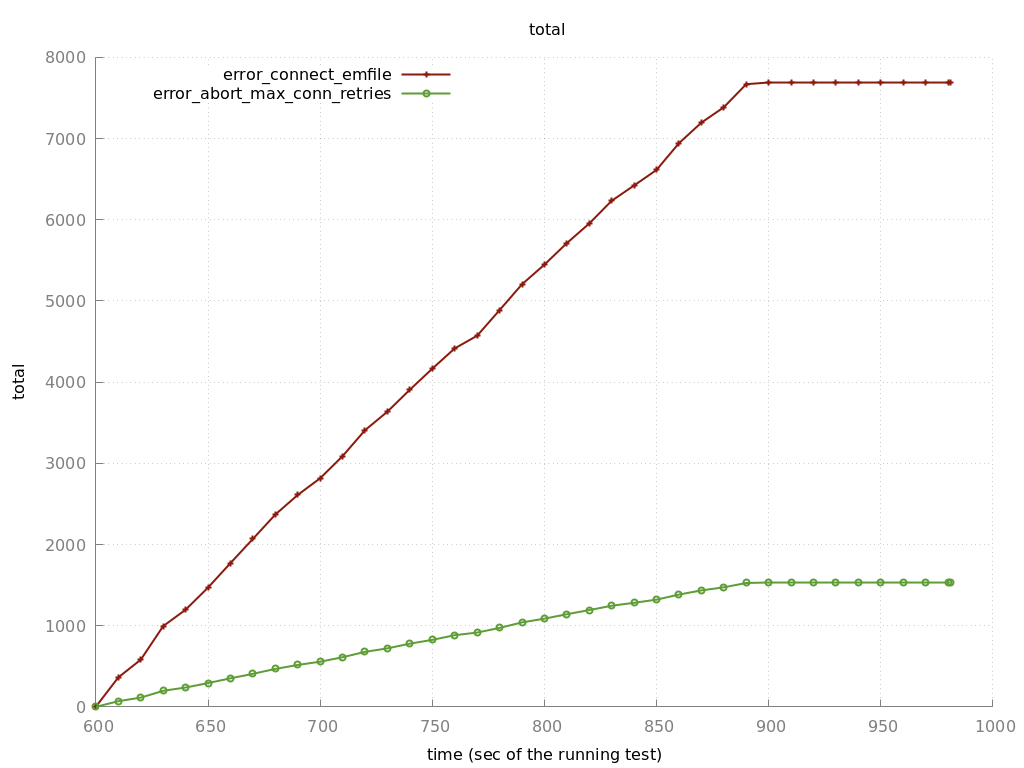 total
error_connect_emfile
error_abort_max_conn_retries
8000
7000
6000
5000
4000
3000
2000
1000
0
total
600 650 700 750 800 850 900 950 1000
time (sec of the running test)